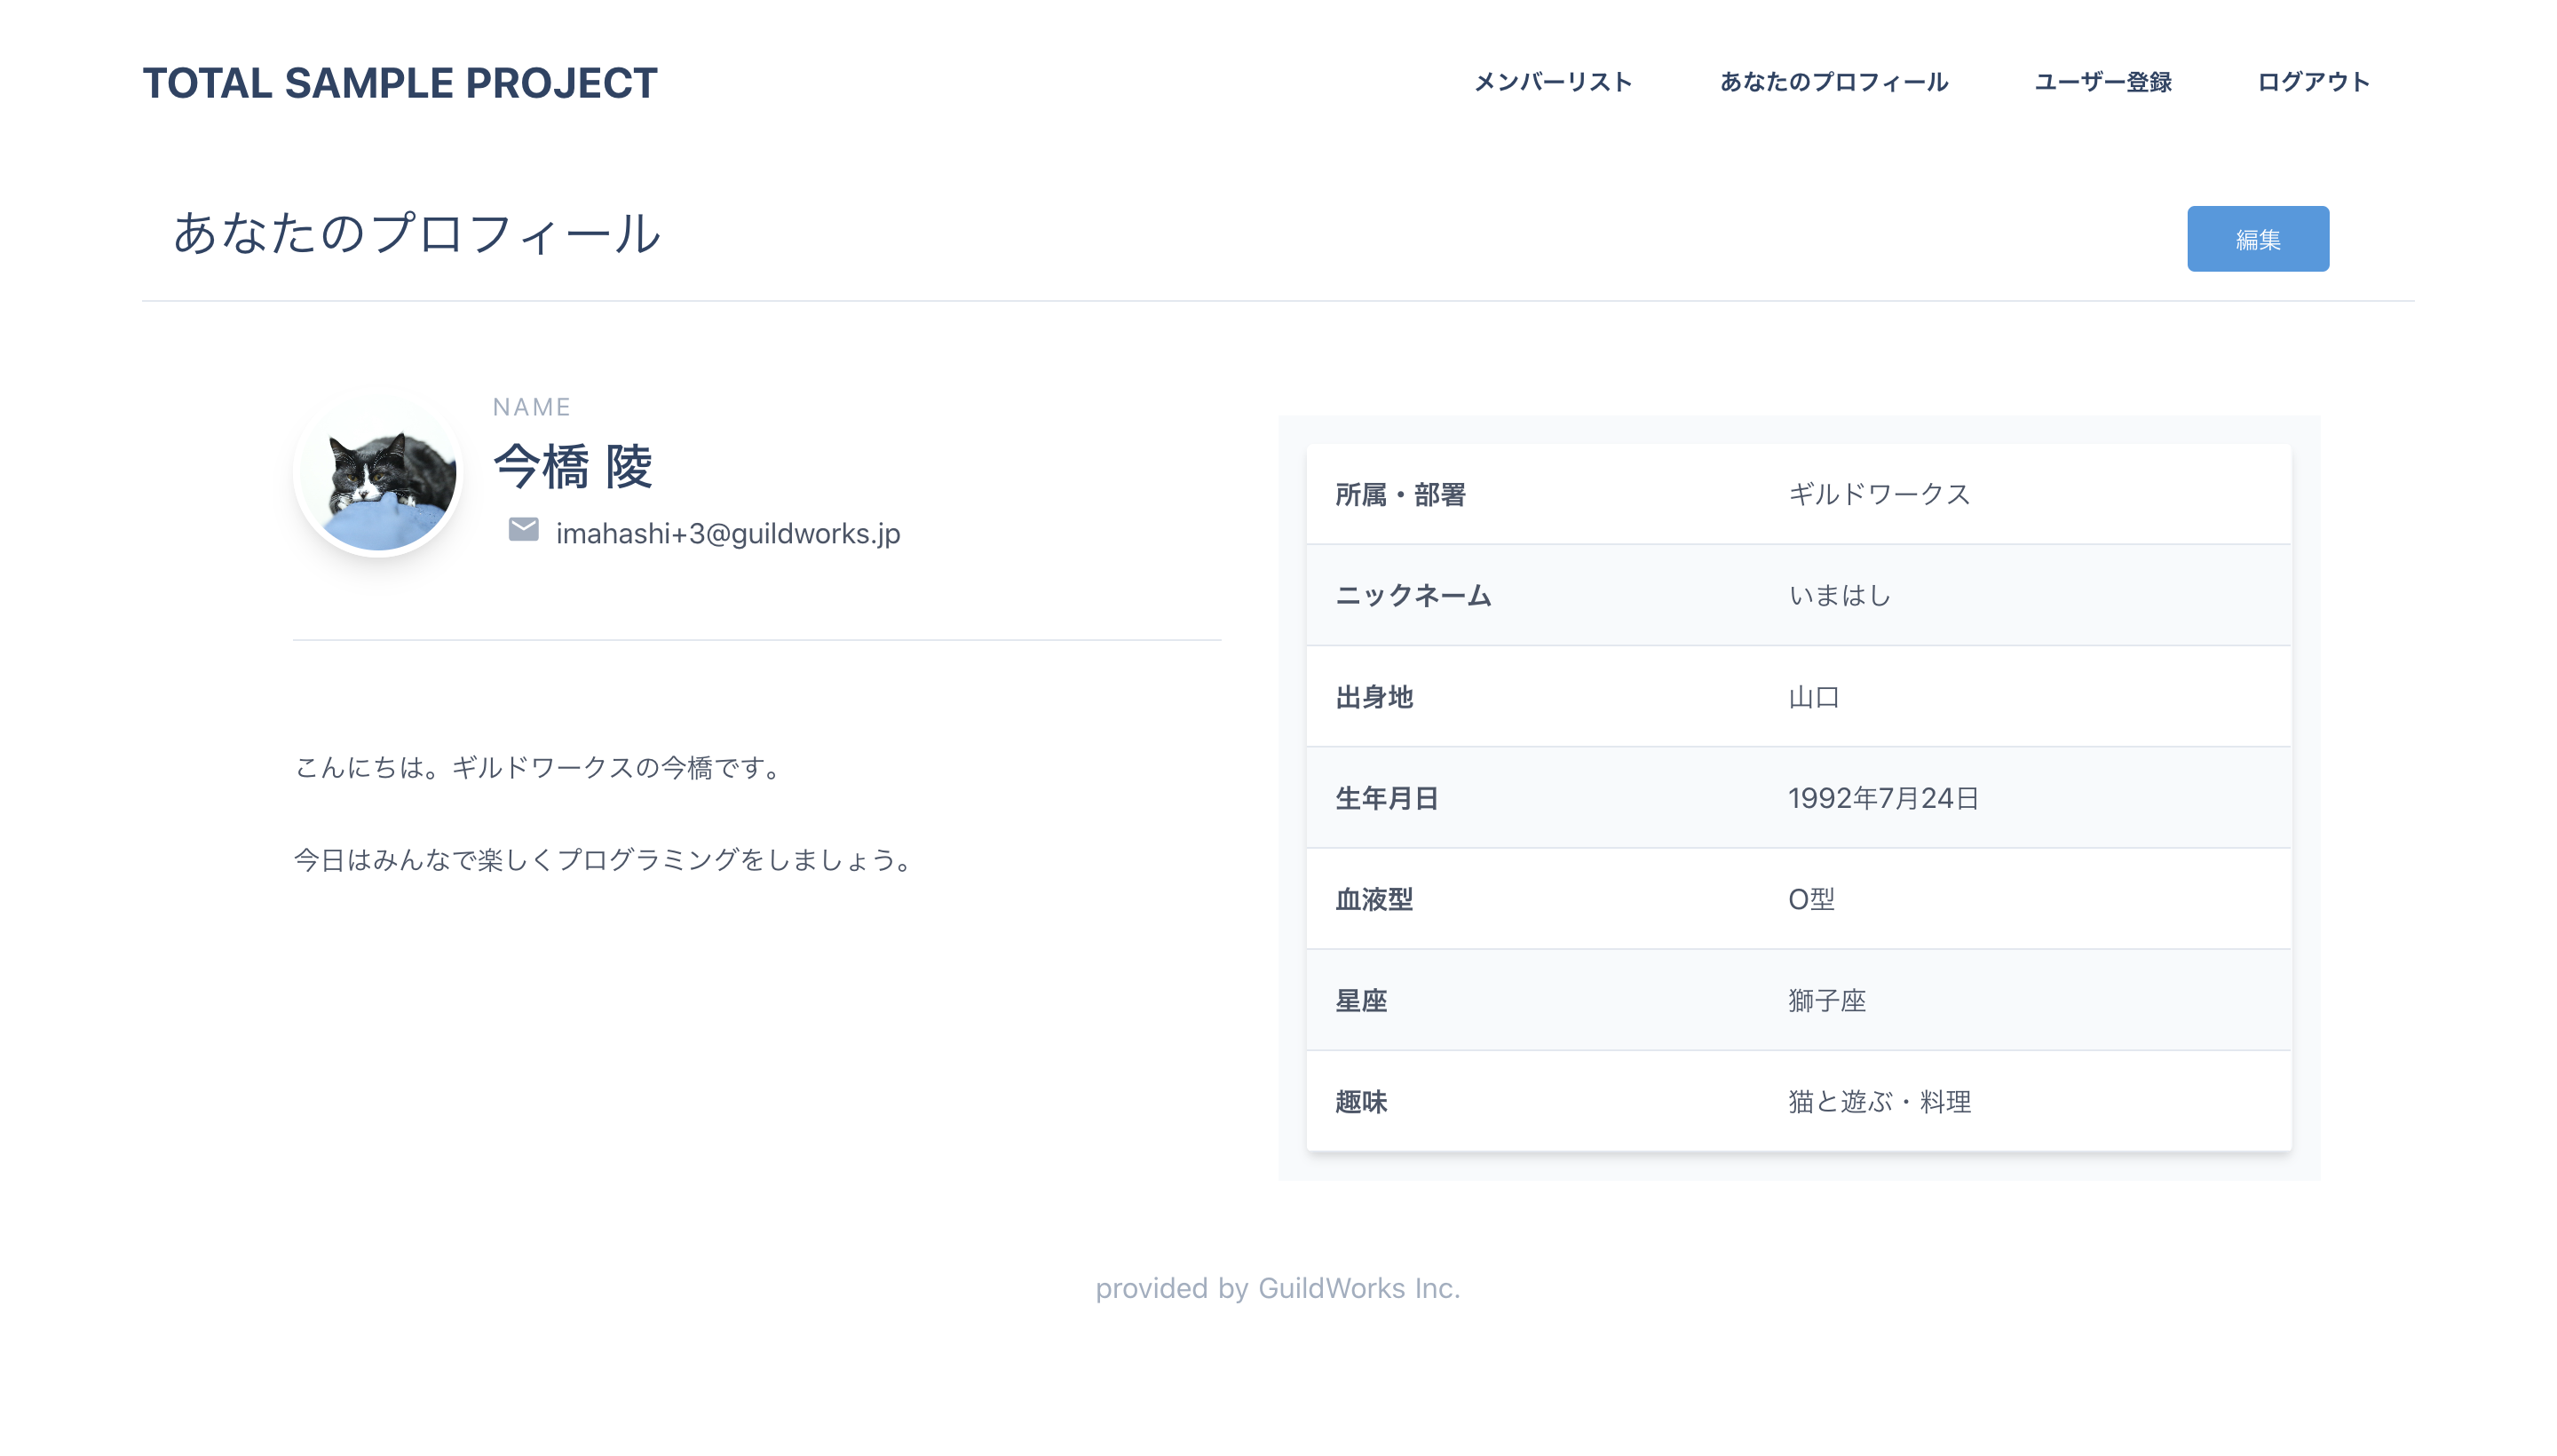 TOTAL SAMPLE PROJECT
メンバーリスト あなたのプロフィール ユーザー登録 ログアウト
あなたのプロフィール
編集
NAME
今橋 陵
imahashi+3@guildworks.jp
こんにちは。ギルドワークスの今橋です。
今日はみんなで楽しくプログラミングをしましょう。
所属・部署 ギルドワークス
ニックネーム いまはし
出身地 山口
生年月日 1992年7月24日
血液型 O型
星座 獅子座
趣味 猫と遊ぶ・料理
provided by GuildWorks Inc.